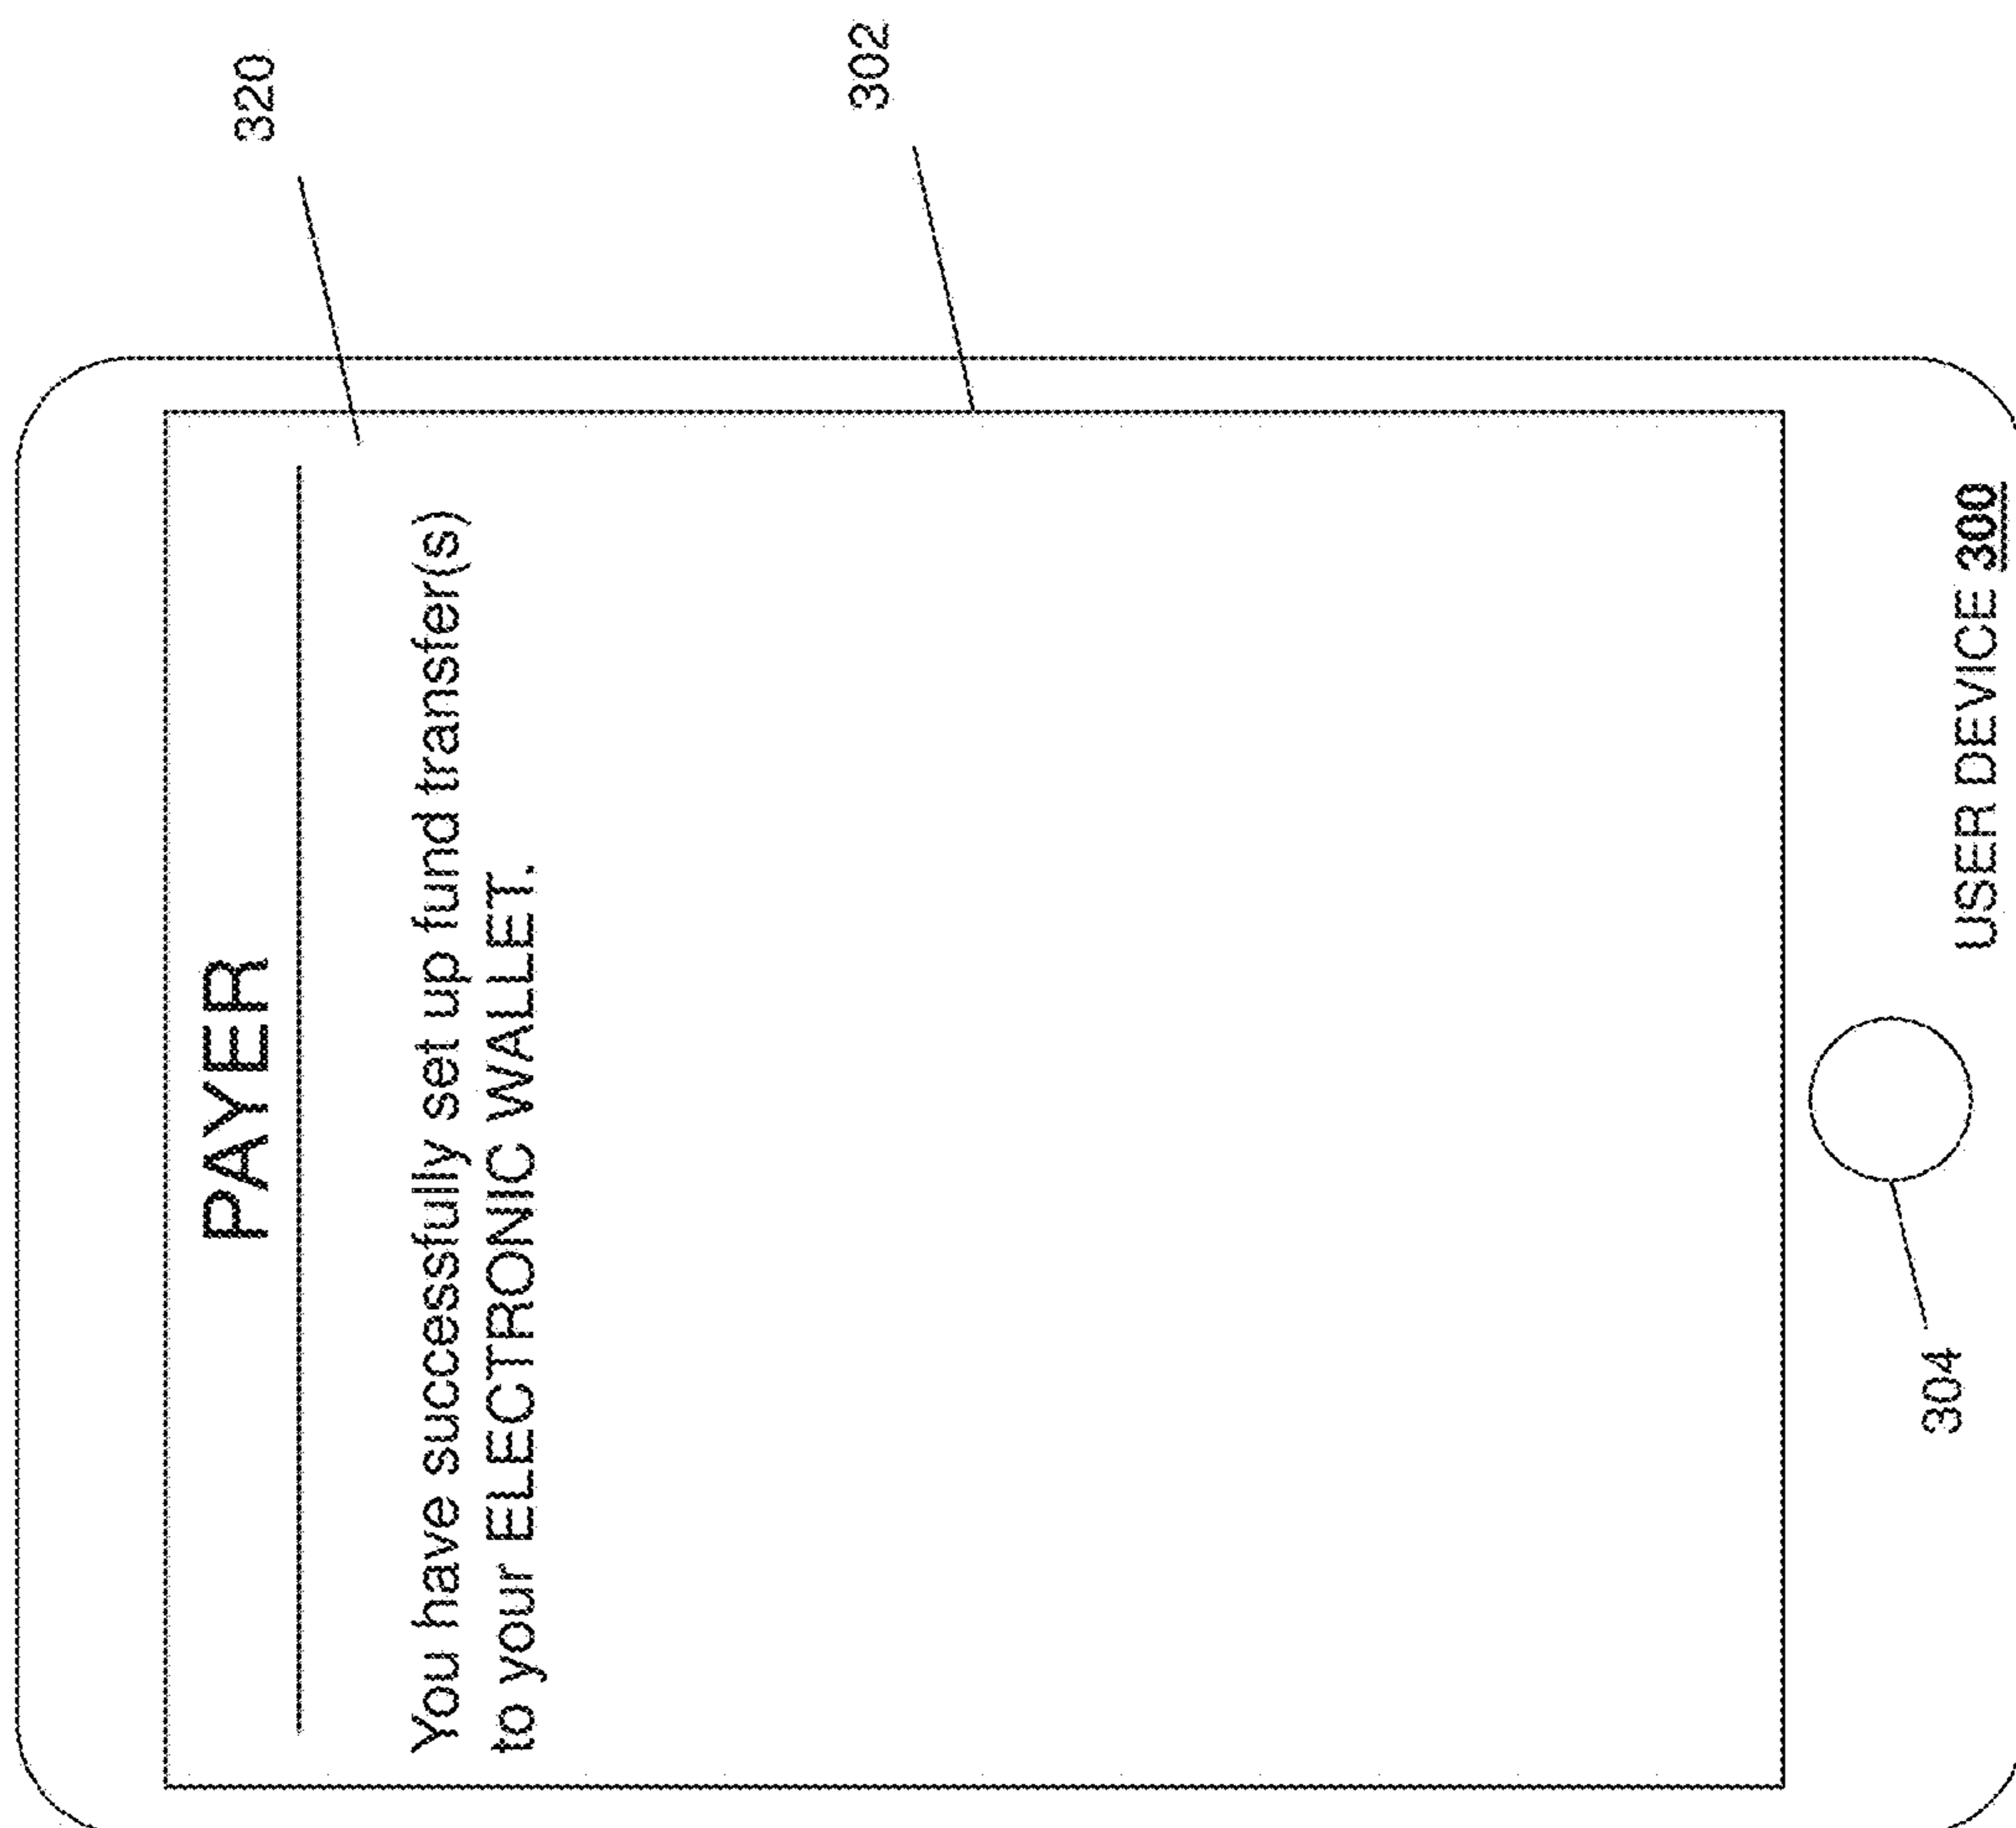 PAYER
320
You have successfully set up fund transfer(s)
to your ELECTRONIC WALLET.
302
304
USER DEVICE 300